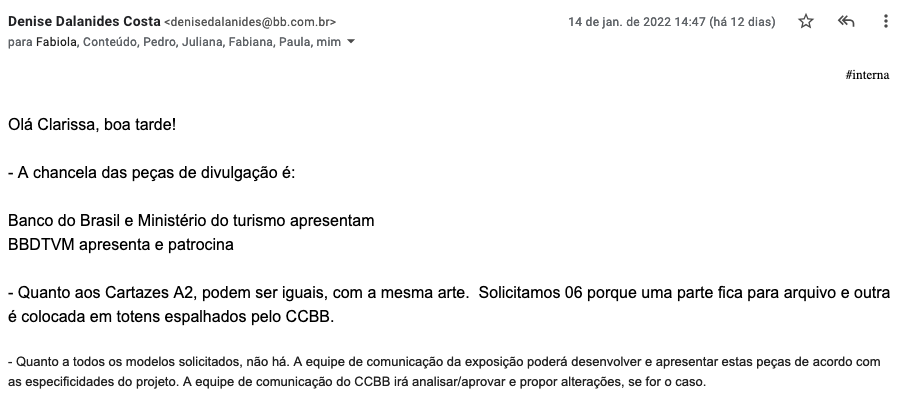 Denise Dalanides Costa <denisedalanides@bb.com.br>
14 de jan. de 2022 14:47 (há 12 dias)
para Fabiola, Conteúdo, Pedro, Juliana, Fabiana, Paula, mim
#interna
Olá Clarissa, boa tarde!
- A chancela das peças de divulgação é:
Banco do Brasil e Ministério do turismo apresentam
BBDTVM apresenta e patrocina
- Quanto aos Cartazes A2, podem ser iguais, com a mesma arte.  Solicitamos 06 porque uma parte fica para arquivo e outra
é colocada em totens espalhados pelo CCBB.
- Quanto a todos os modelos solicitados, não há. A equipe de comunicação da exposição poderá desenvolver e apresentar estas peças de acordo com
as especificidades do projeto. A equipe de comunicação do CCBB irá analisar/aprovar e propor alterações, se for o caso.